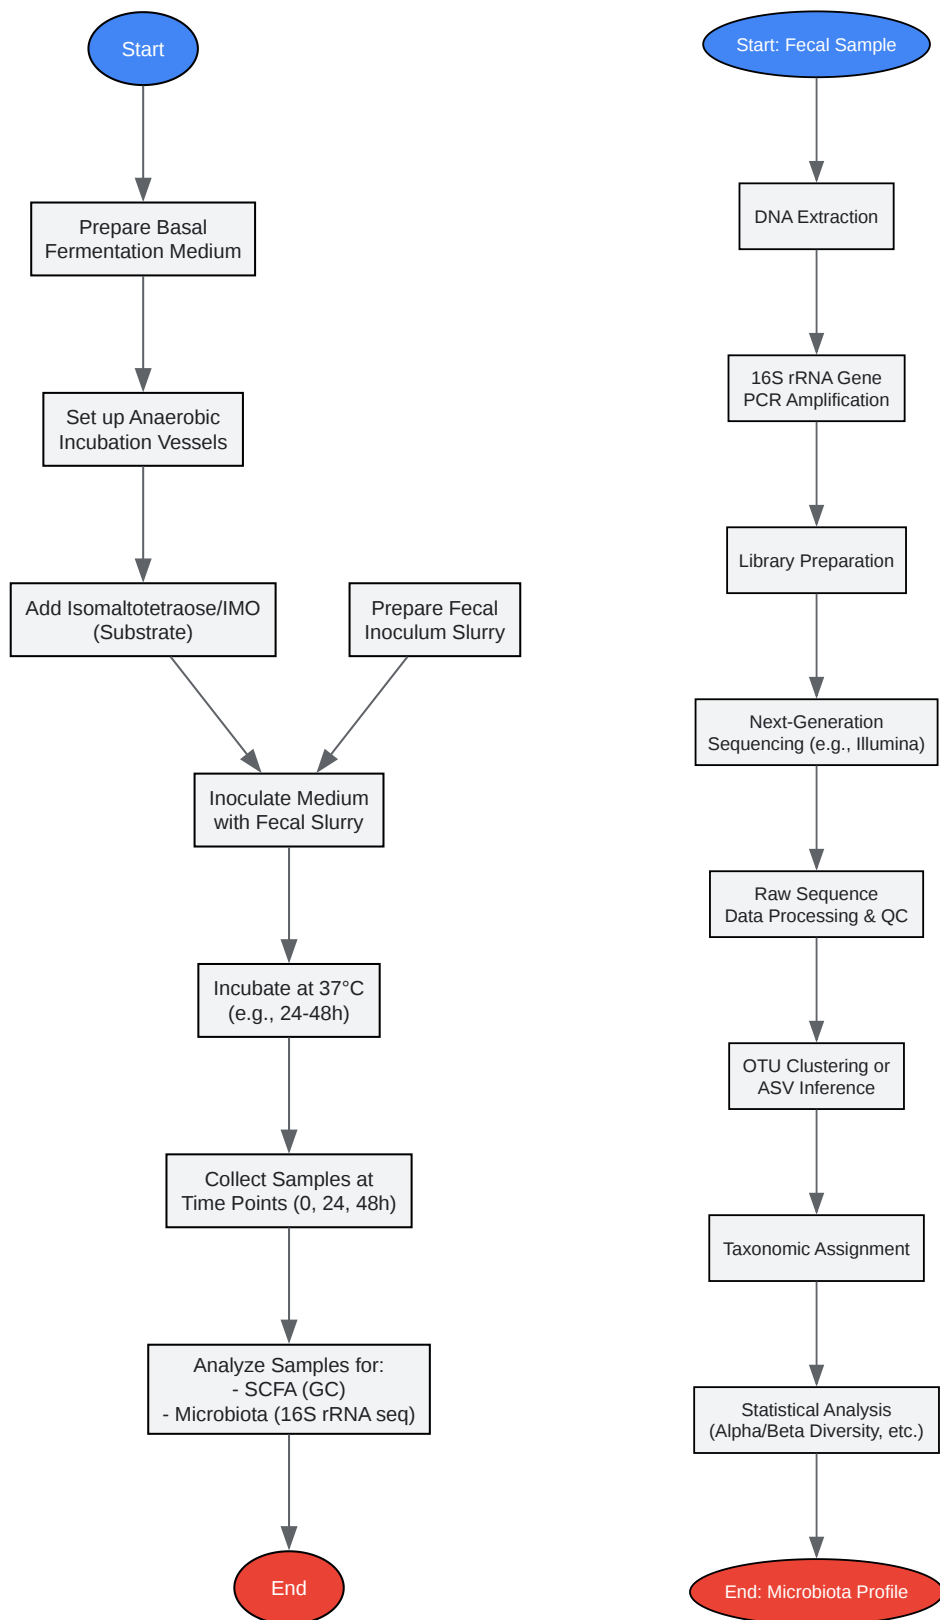 Start
Prepare Basal
Fermentation Medium
Set up Anaerobic
Incubation Vessels
Add Isomaltotetraose/IMO
(Substrate)
Prepare Fecal
Inoculum Slurry
Inoculate Medium
with Fecal Slurry
Incubate at 37°C
(e.g., 24-48h)
Collect Samples at
Time Points (0, 24, 48h)
Analyze Samples for:
- SCFA (GC)
- Microbiota (16S rRNA seq)
End
Start: Fecal Sample
DNA Extraction
16S rRNA Gene
PCR Amplification
Library Preparation
Next-Generation
Sequencing (e.g., Illumina)
Raw Sequence
Data Processing & QC
OTU Clustering or
ASV Inference
Taxonomic Assignment
Statistical Analysis
(Alpha/Beta Diversity, etc.)
End: Microbiota Profile